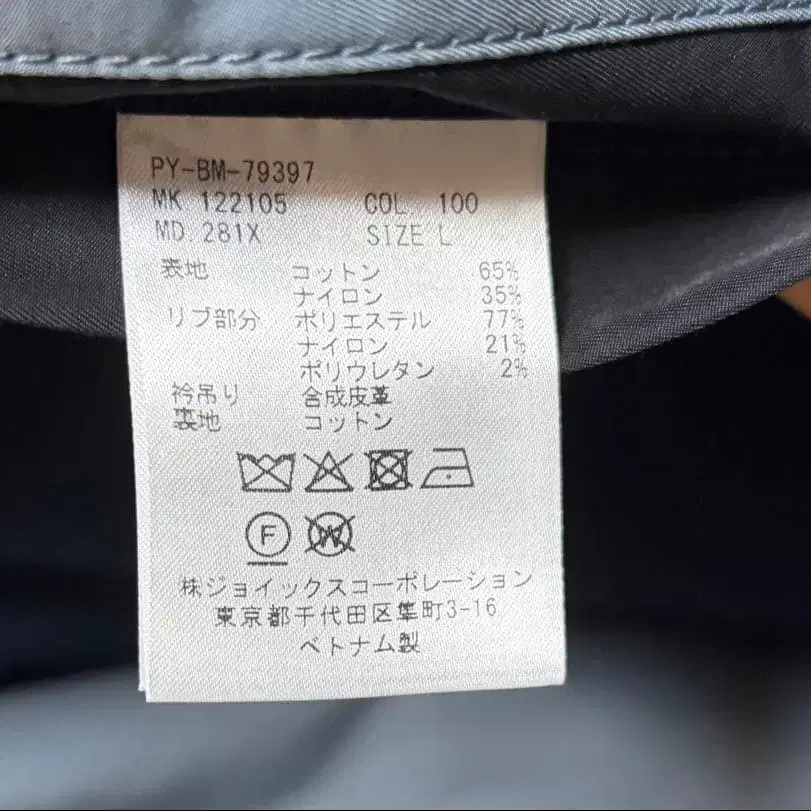 PY-BM-79397
MK 122105 COL. 100
MD. 281X SIZE L
表地 コットン 65%
ナイロン 35%
リブ部分 ポリエステル 77%
ナイロン 21%
ポリウレタン 2%
衿吊り 合成皮革
裏地 コットン
F W
株ジョイックスコーポレーション
東京都千代田区隼町3-16
ベトナム製